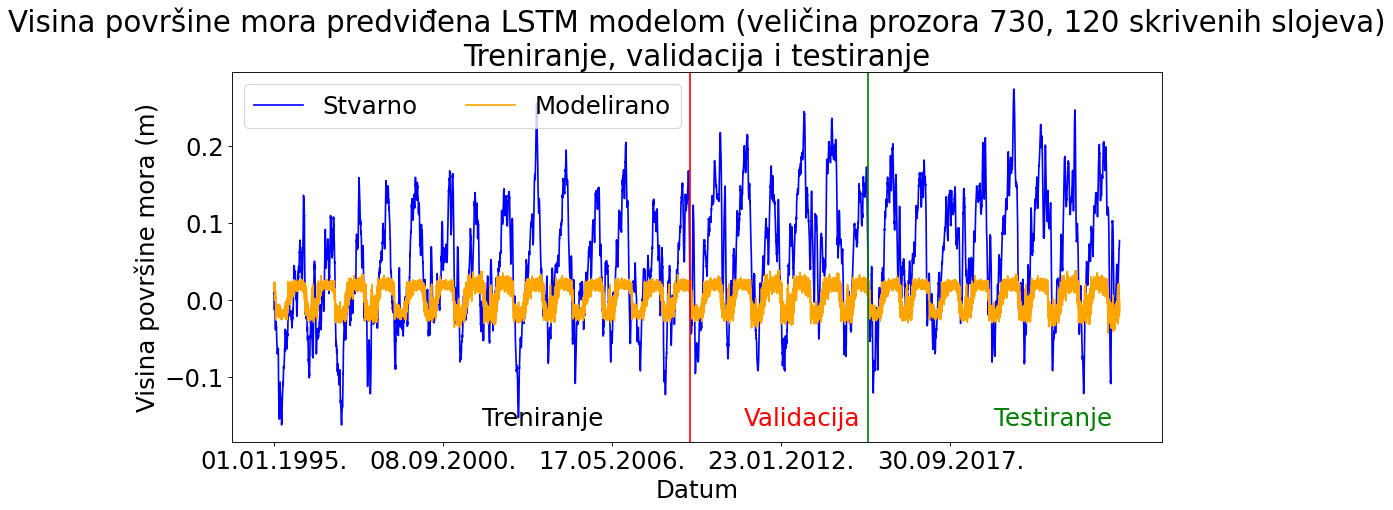 Visina površine mora predviđena LSTM modelom (veličina prozora 730, 120 skrivenih slojeva)
Treniranje, validacija i testiranje
Stvarno
Modelirano
Visina površine mora (m)
0.2
0.1
0.0
−0.1
Treniranje
Validacija
Testiranje
01.01.1995.
08.09.2000.
17.05.2006.
23.01.2012.
30.09.2017.
Datum